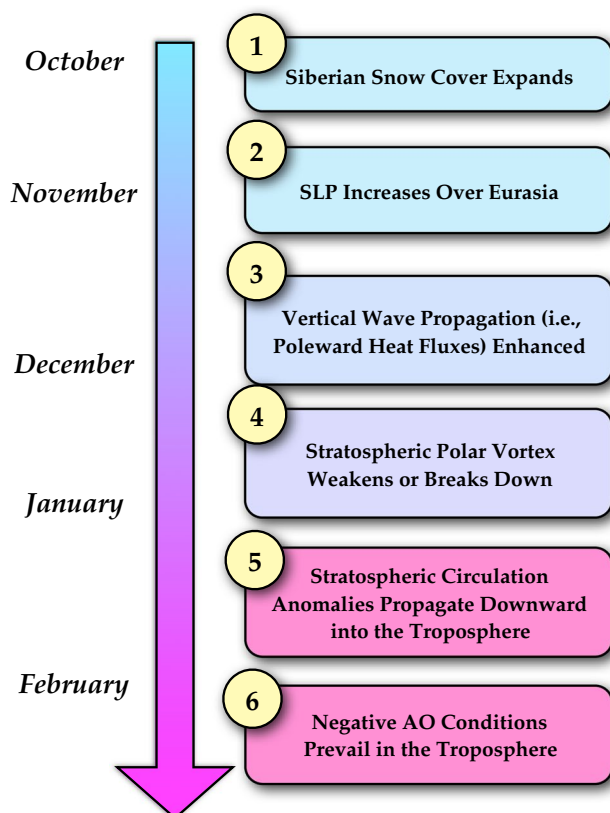 October
1
Siberian Snow Cover Expands
November
2
SLP Increases Over Eurasia
3
Vertical Wave Propagation (i.e.,
Poleward Heat Fluxes) Enhanced
December
4
Stratospheric Polar Vortex
Weakens or Breaks Down
January
5
Stratospheric Circulation
Anomalies Propagate Downward
into the Troposphere
February
6
Negative AO Conditions
Prevail in the Troposphere